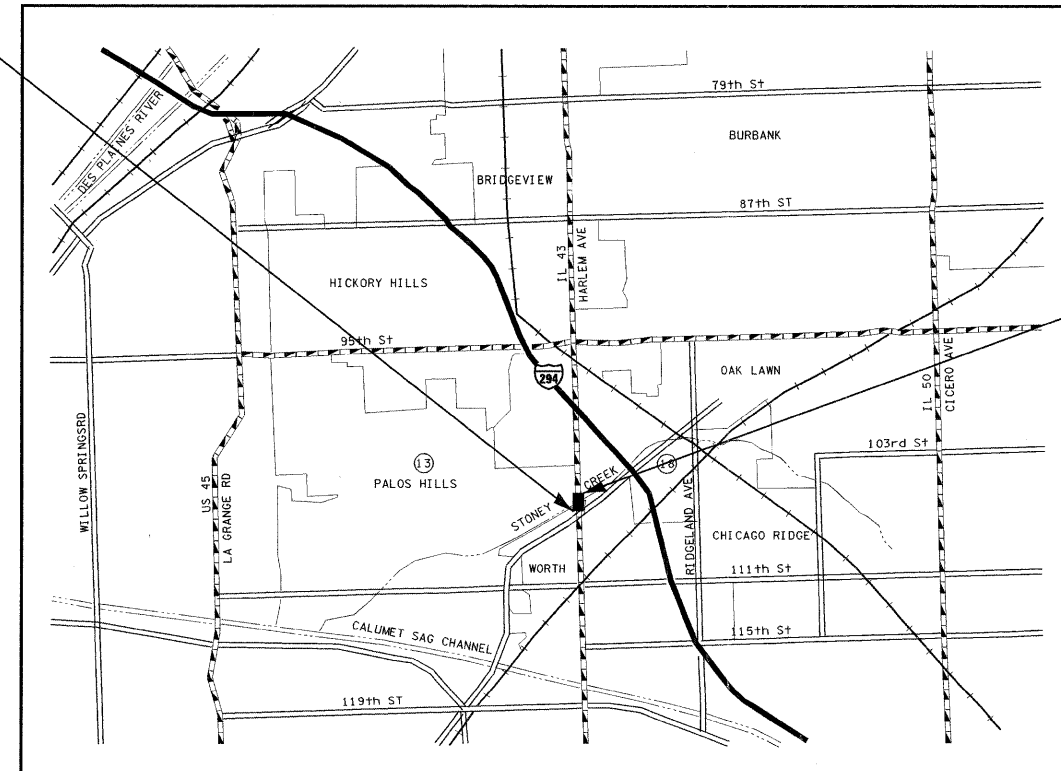 79th St
DES PLAINES RIVER
BURBANK
BRIDGEVIEW
87th ST
IL 43
HARLEM AVE
HICKORY HILLS
95th St
294
OAK LAWN
IL 50
CICERO AVE
WILLOW SPRINGSRD
US 45
LA GRANGE RD
13
PALOS HILLS
103rd St
18
STONEY CREEK
RIDGELAND AVE
CHICAGO RIDGE
WORTH
111th St
CALUMET SAG CHANNEL
115th St
119th ST